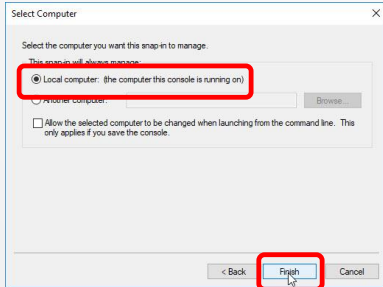 Select Computer
Select the computer you want this snap-in to manage.
This snap-in will always manage:
Local computer: (the computer this console is running on)
Another computer:
Browse...
Allow the selected computer to be changed when launching from the command line. This
only applies if you save the console.
< Back
Finish
Cancel